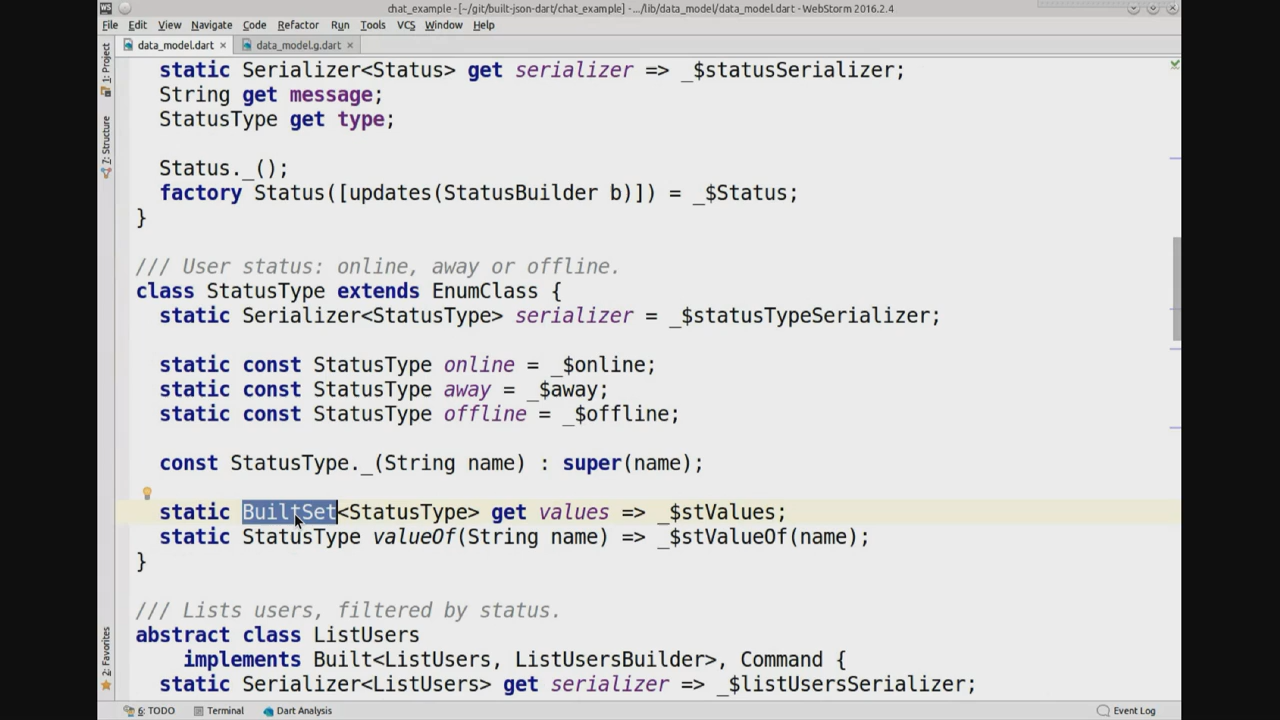 chat_example - [~/git/built-json-dart/chat_example] - .../lib/data_model/data_model.dart - WebStorm 2016.2.4
File Edit View Navigate Code Refactor Run Tools VCS Window Help
data_model.dart × data_model.g.dart ×
1: Project
7: Structure
2: Favorites
static Serializer<Status> get serializer => _$statusSerializer;
String get message;
StatusType get type;
Status._();
factory Status([updates(StatusBuilder b)]) = _$Status;
}
/// User status: online, away or offline.
class StatusType extends EnumClass {
static Serializer<StatusType> serializer = _$statusTypeSerializer;
static const StatusType online = _$online;
static const StatusType away = _$away;
static const StatusType offline = _$offline;
const StatusType._(String name) : super(name);
static BuiltSet<StatusType> get values => _$stValues;
static StatusType valueOf(String name) => _$stValueOf(name);
}
/// Lists users, filtered by status.
abstract class ListUsers
implements Built<ListUsers, ListUsersBuilder>, Command {
static Serializer<ListUsers> get serializer => _$listUsersSerializer;
6: TODO Terminal Dart Analysis Event Log